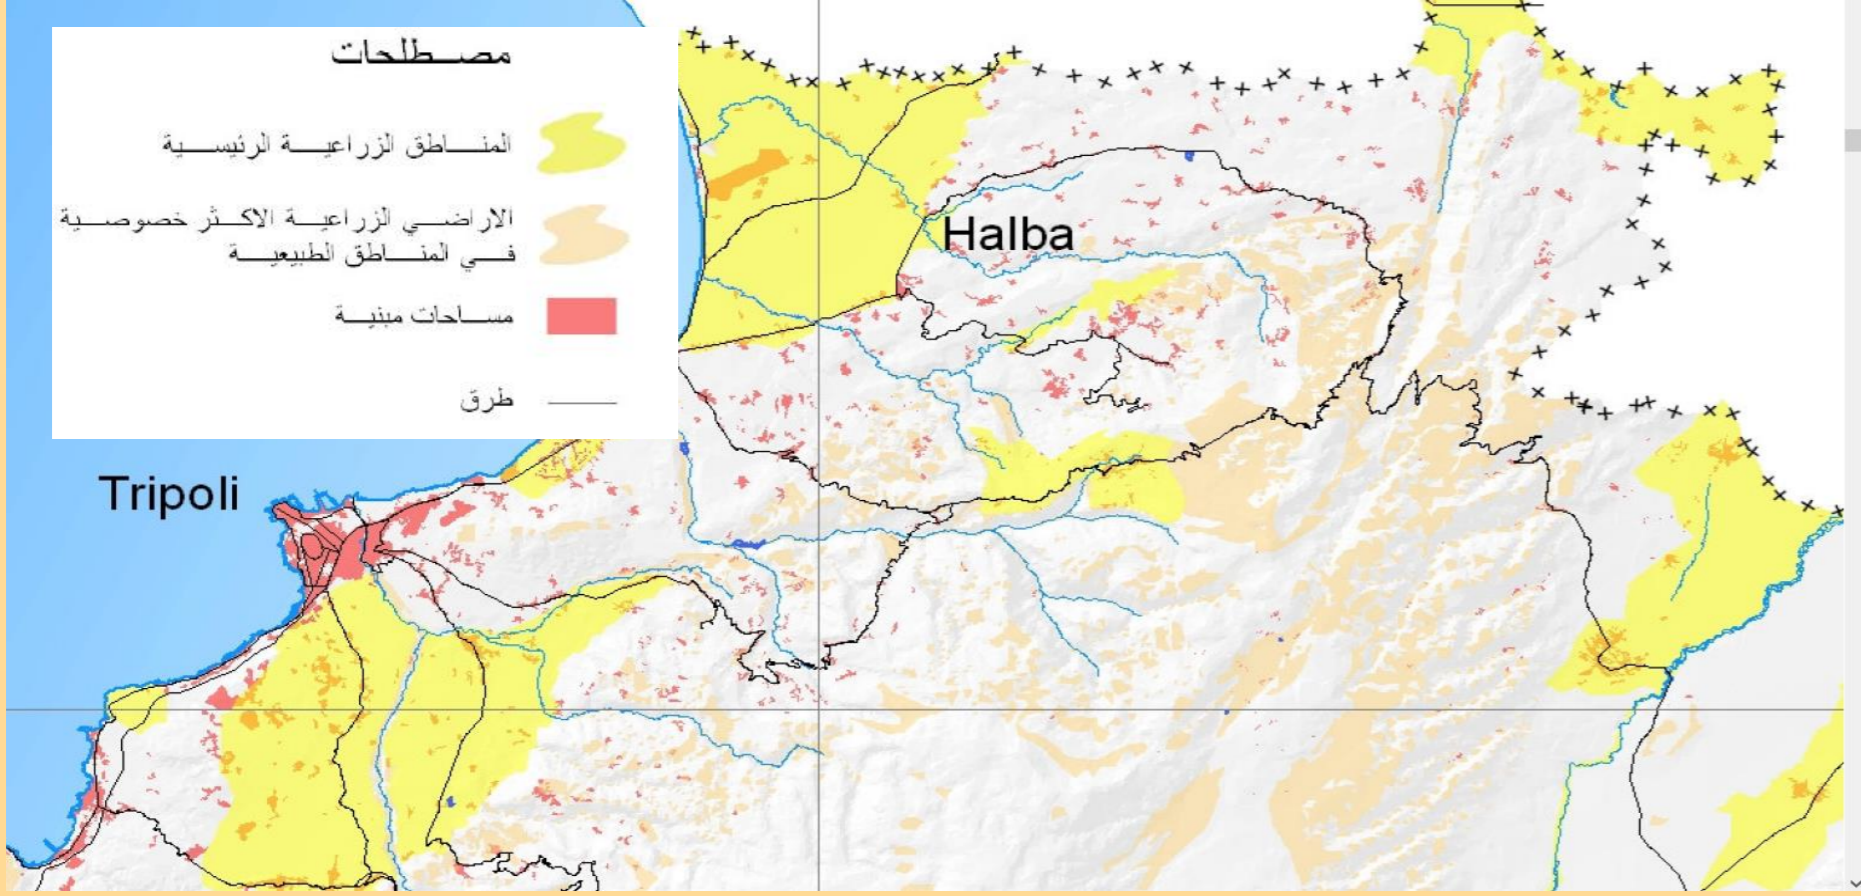 مصطلحات
المناطق الزراعية الرئيسية
الاراضي الزراعية الاكثر خصوصية
في المناطق الطبيعية
مساحات مبنية
طرق
Halba
Tripoli